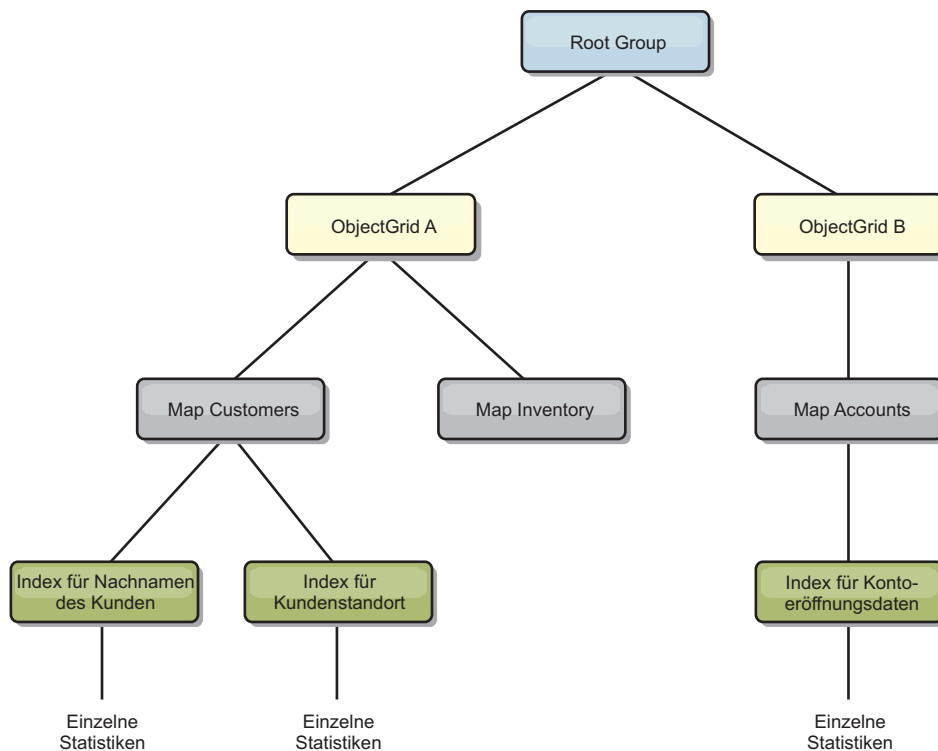 Root Group
ObjectGrid A
ObjectGrid B
Map Customers
Map Inventory
Map Accounts
Index für Nachnamen
des Kunden
Index für
Kundenstandort
Index für Konto-
eröffnungsdaten
Einzelne
Statistiken
Einzelne
Statistiken
Einzelne
Statistiken